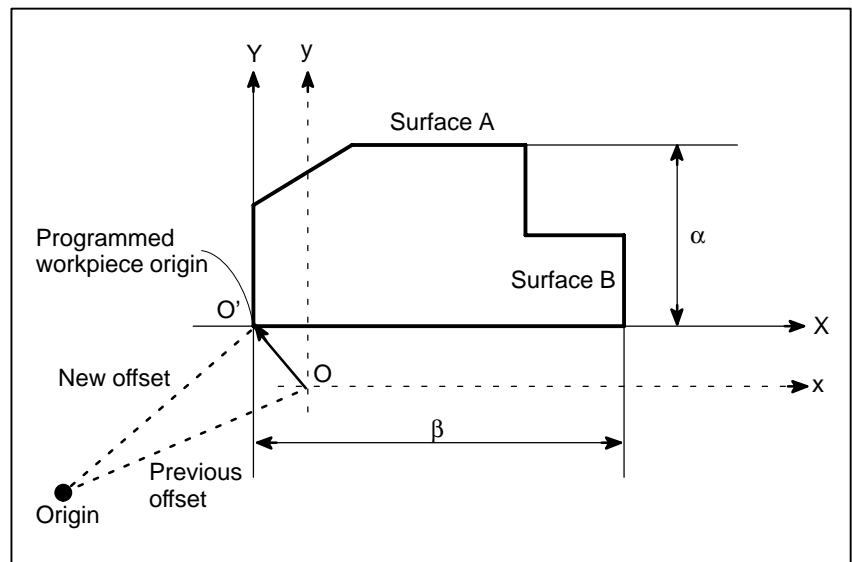 Y
y
Surface A
α
Programmed
workpiece origin
Surface B
O’
X
New offset
O
x
β
Previous
offset
Origin